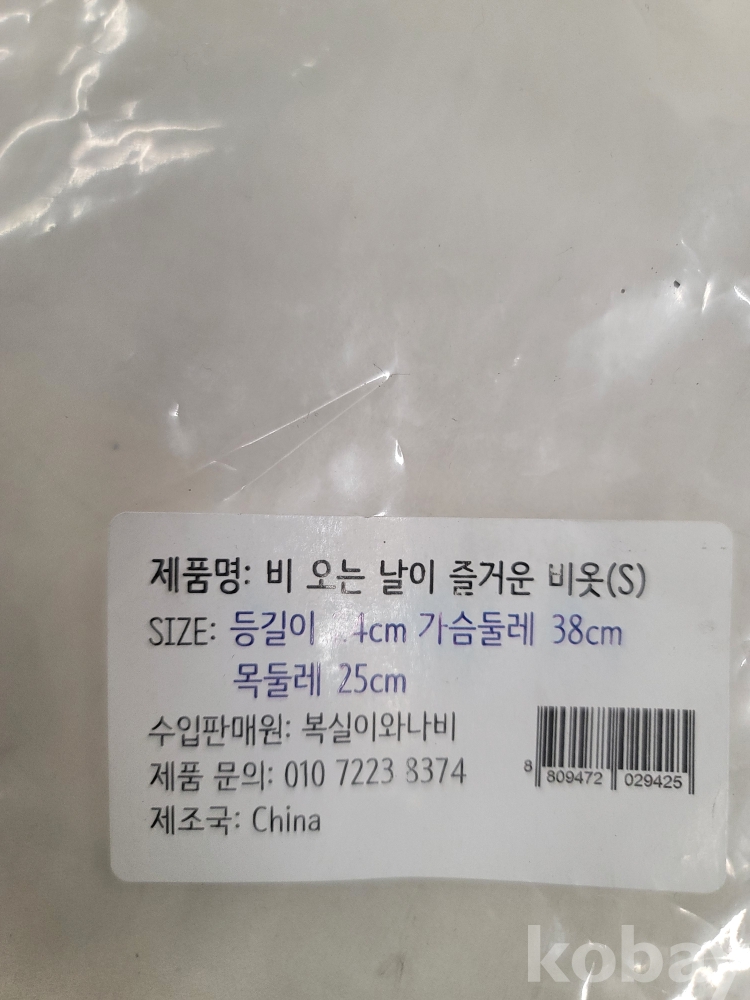 제품명: 비 오는 날이 즐거운 비옷(S)
SIZE: 등길이 가슴둘레 38cm
목둘레 25cm
수입판매원: 복실이와나비
제품 문의: 010 7223 8374
제조국: China
8 809472 029425
koba